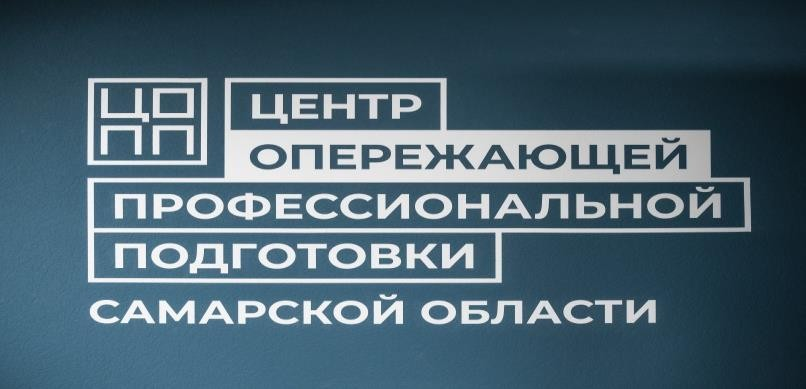 ЦО
ПП
ЦЕНТР
ОПЕРЕЖАЮЩЕЙ
ПРОФЕССИОНАЛЬНОЙ
ПОДГОТОВКИ
САМАРСКОЙ ОБЛАСТИ